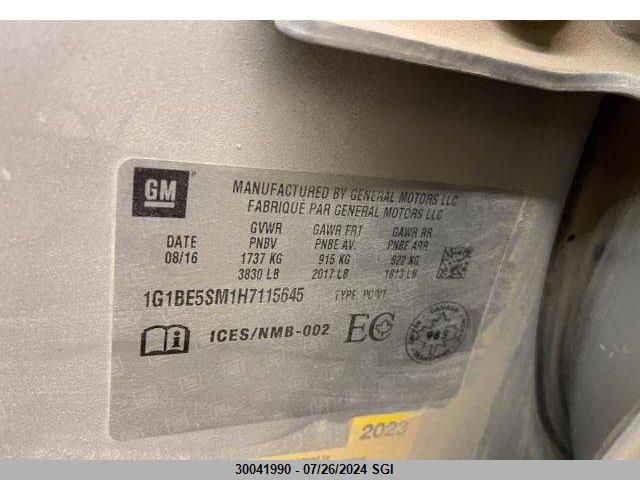 GM
MANUFACTURED BY GENERAL MOTORS LLC
FABRIQUÉ PAR GENERAL MOTORS LLC
GVWR GAWR FRT GAWR RR
DATE PNBV PNBE AV. PNBE ARR
08/16 1737 KG 915 KG 822 KG
3830 LB 2017 LB 1813 LB
1G1BE5SM1H7115645 TYPE: PC/VT
ICES/NMB-002 EC
CANADA
2023
30041990 - 07/26/2024 SGI